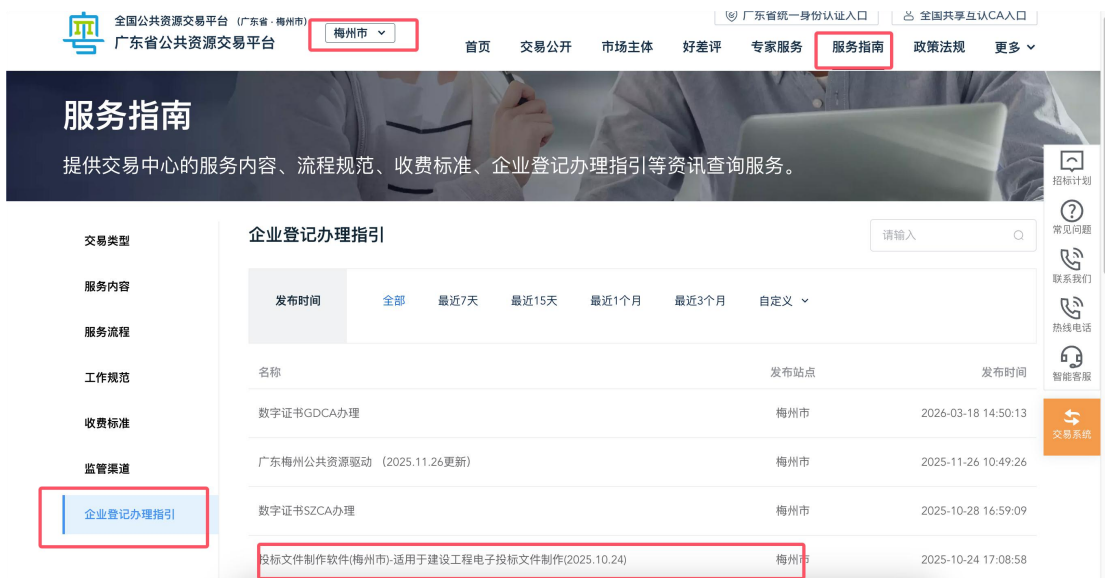 全国公共资源交易平台 (广东省·梅州市)
广东省公共资源交易平台
梅州市
广东省统一身份认证入口
全国共享互认CA入口
首页 交易公开 市场主体 好差评 专家服务 服务指南 政策法规 更多
服务指南
提供交易中心的服务内容、流程规范、收费标准、企业登记办理指引等资讯查询服务。
招标计划
常见问题
联系我们
热线电话
智能客服
交易系统
交易类型
服务内容
服务流程
工作规范
收费标准
监管渠道
企业登记办理指引
企业登记办理指引
请输入
发布时间 全部 最近7天 最近15天 最近1个月 最近3个月 自定义
名称 发布站点 发布时间
数字证书GDCA办理 梅州市 2026-03-18 14:50:13
广东梅州公共资源驱动 (2025.11.26更新) 梅州市 2025-11-26 10:49:26
数字证书SZCA办理 梅州市 2025-10-28 16:59:09
投标文件制作软件(梅州市)-适用于建设工程电子投标文件制作(2025.10.24) 梅州市 2025-10-24 17:08:58